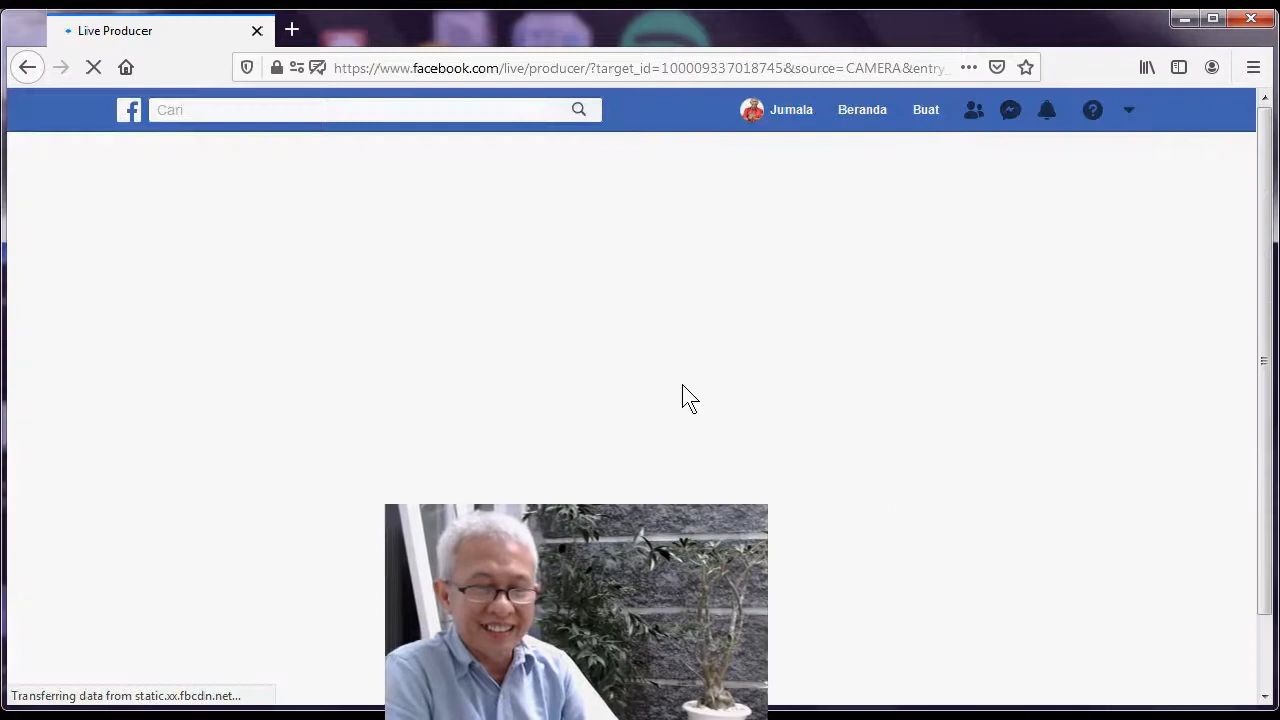 Live Producer
https://www.facebook.com/live/producer/?target_id=100009337018745&source=CAMERA&entry_
Cari
Jumala
Beranda
Buat
Transferring data from static.xx.fbcdn.net...